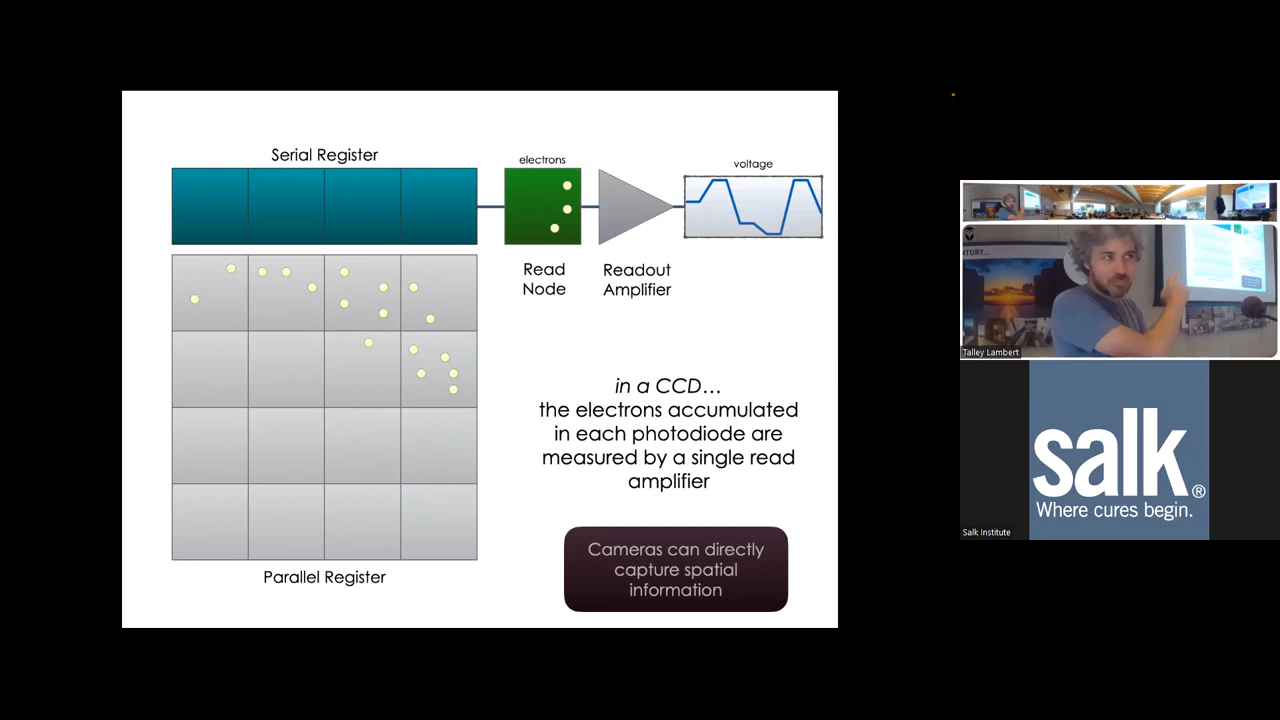 Serial Register
electrons
voltage
Read
Node
Readout
Amplifier
in a CCD…
the electrons accumulated
in each photodiode are
measured by a single read
amplifier
Cameras can directly
capture spatial
information
Parallel Register
TURY...
Talley Lambert
salk®
Where cures begin.
Salk Institute